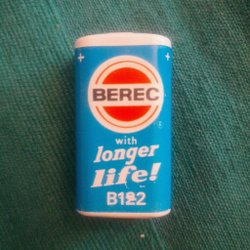 + +
BEREC
with
longer
life!
B122